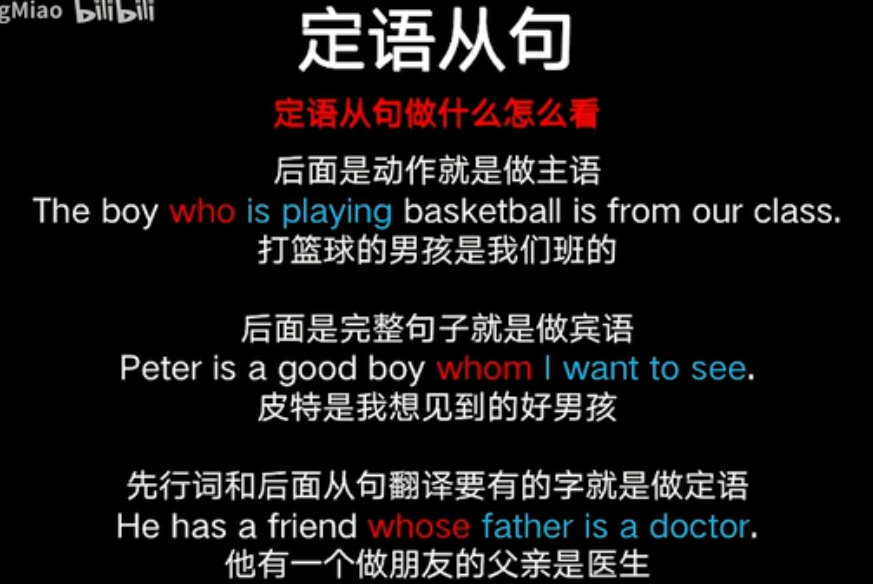 gMiao bilibili
定语从句
定语从句做什么怎么看
后面是动作就是做主语
The boy who is playing basketball is from our class.
打篮球的男孩是我们班的
后面是完整句子就是做宾语
Peter is a good boy whom I want to see.
皮特是我想见到的好男孩
先行词和后面从句翻译要有的字就是做定语
He has a friend whose father is a doctor.
他有一个做朋友的父亲是医生